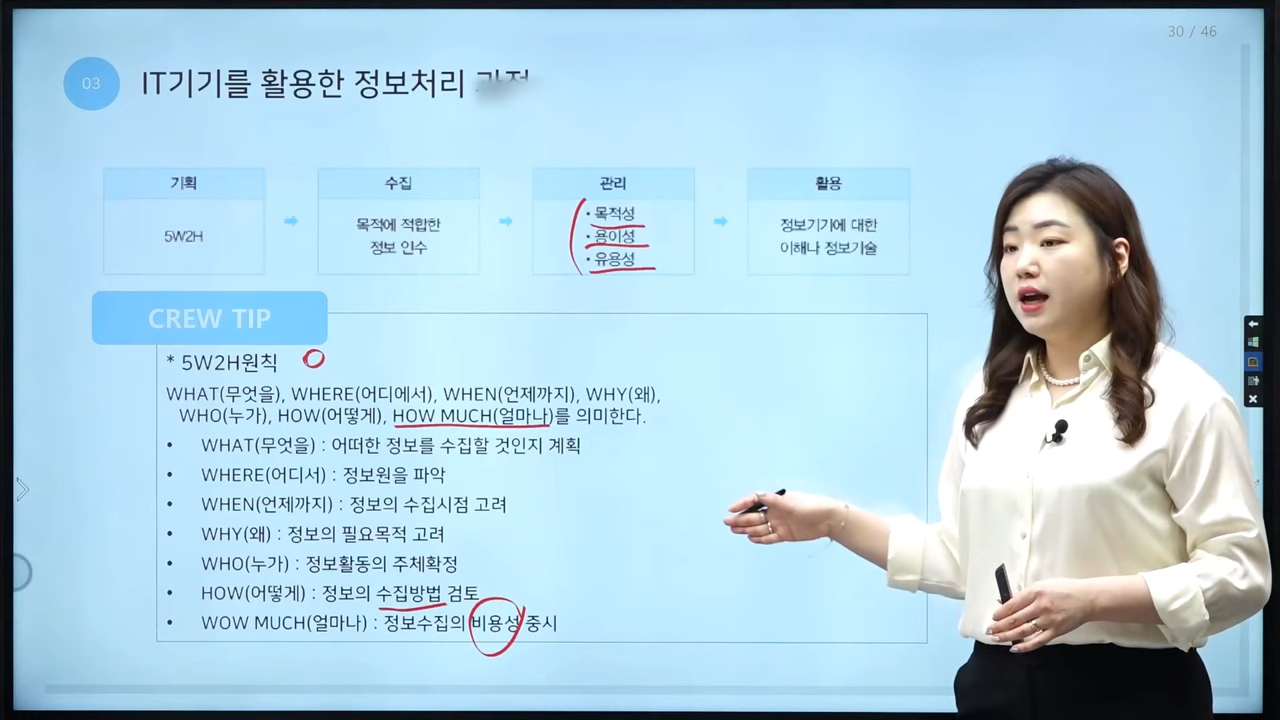 30 / 46
03
IT기기를 활용한 정보처리 과정
기획
5W2H
수집
목적에 적합한
정보 인수
관리
• 목적성
• 용이성
• 유용성
활용
정보기기에 대한
이해나 정보기술
CREW TIP
* 5W2H원칙
WHAT(무엇을), WHERE(어디에서), WHEN(언제까지), WHY(왜),
WHO(누가), HOW(어떻게), HOW MUCH(얼마나)를 의미한다.
• WHAT(무엇을) : 어떠한 정보를 수집할 것인지 계획
• WHERE(어디서) : 정보원을 파악
• WHEN(언제까지) : 정보의 수집시점 고려
• WHY(왜) : 정보의 필요목적 고려
• WHO(누가) : 정보활동의 주체확정
• HOW(어떻게) : 정보의 수집방법 검토
• WOW MUCH(얼마나) : 정보수집의 비용성 중시